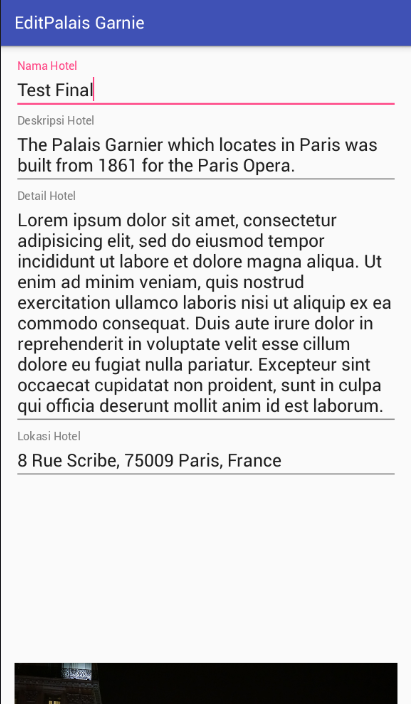 EditPalais Garnie
Nama Hotel
Test Final
Deskripsi Hotel
The Palais Garnier which locates in Paris was
built from 1861 for the Paris Opera.
Detail Hotel
Lorem ipsum dolor sit amet, consectetur
adipisicing elit, sed do eiusmod tempor
incididunt ut labore et dolore magna aliqua. Ut
enim ad minim veniam, quis nostrud
exercitation ullamco laboris nisi ut aliquip ex ea
commodo consequat. Duis aute irure dolor in
reprehenderit in voluptate velit esse cillum
dolore eu fugiat nulla pariatur. Excepteur sint
occaecat cupidatat non proident, sunt in culpa
qui officia deserunt mollit anim id est laborum.
Lokasi Hotel
8 Rue Scribe, 75009 Paris, France